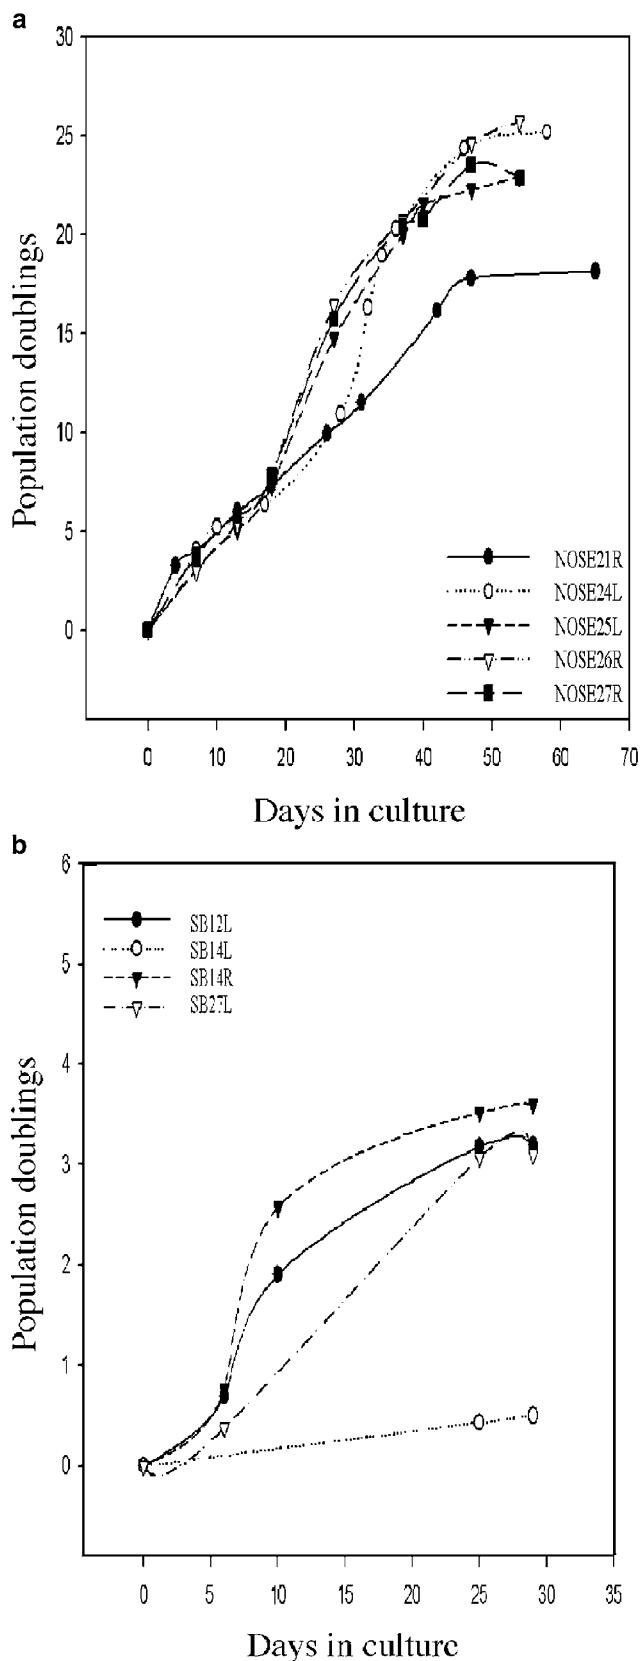 a
30
25
20
15
10
5
0
Population doublings
NOSE21R
NOSE24L
NOSE25L
NOSE26R
NOSE27R
0 10 20 30 40 50 60 70
Days in culture
b
6
5
4
3
2
1
0
Population doublings
SB12L
SB14L
SB14R
SB27L
0 5 10 15 20 25 30 35
Days in culture